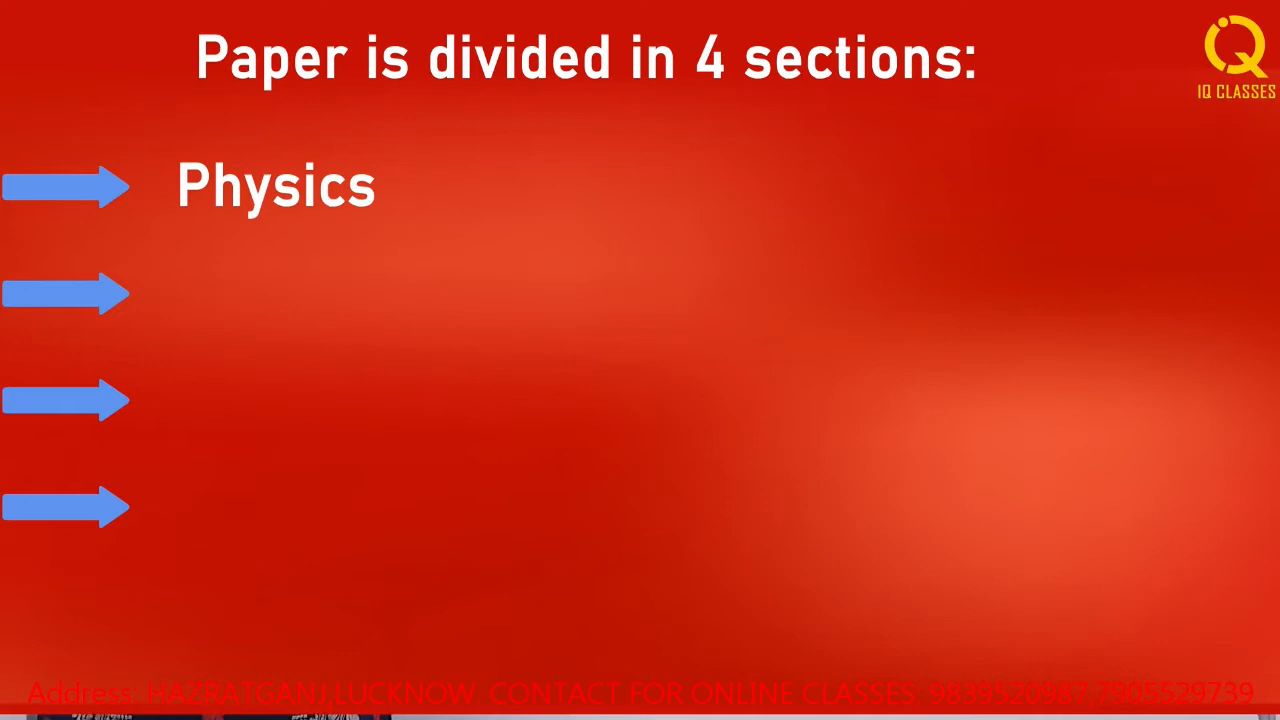 Paper is divided in 4 sections:
IQ CLASSES
Physics
Address: HAZRATGANJ,LUCKNOW. CONTACT FOR ONLINE CLASSES: 9839520987,7905529739